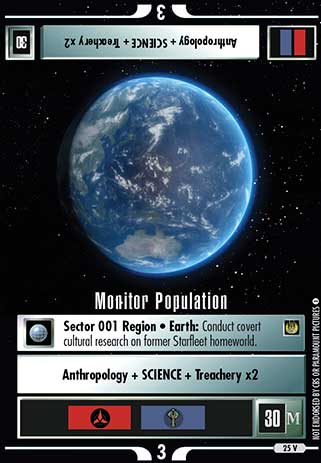 3
30
Anthropology + SCIENCE + Treachery x2
Monitor Population
Sector 001 Region • Earth: Conduct covert
cultural research on former Starfleet homeworld.
Anthropology + SCIENCE + Treachery x2
30 M
3
25 V
NOT ENDORSED BY CBS OR PARAMOUNT PICTURES